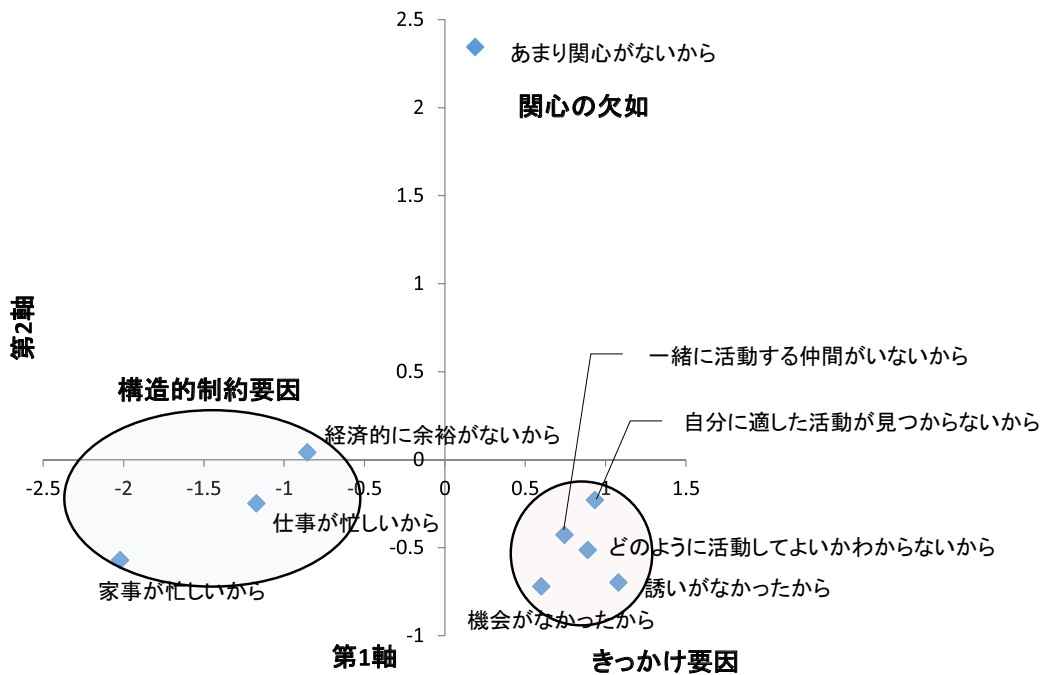 2.5
あまり関心がないから
2
関心の欠如
1.5
1
第2軸
0.5
一緒に活動する仲間がいないから
構造的制約要因
自分に適した活動が見つからないから
経済的に余裕がないから
0
-2.5
-2
-1.5
-1
-0.5
0
0.5
1
1.5
仕事が忙しいから
-0.5
どのように活動してよいかわからないから
家事が忙しいから
誘いがなかったから
機会がなかったから
-1
第1軸
きっかけ要因